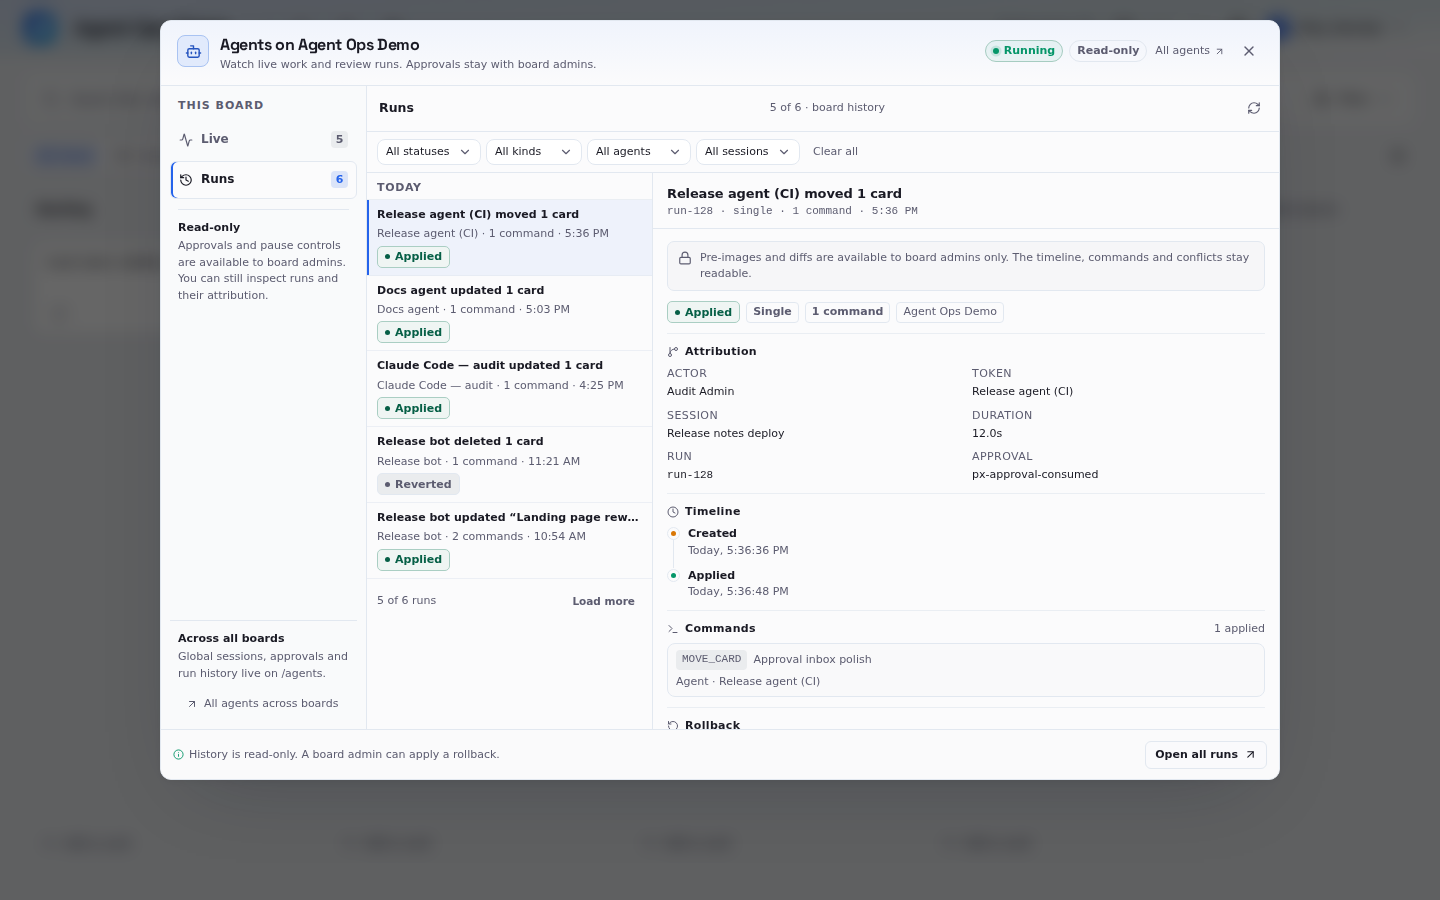 Agents on Agent Ops Demo
Watch live work and review runs. Approvals stay with board admins.
Running
Read-only
All agents
THIS BOARD
Live
5
Runs
6
Read-only
Approvals and pause controls
are available to board admins.
You can still inspect runs and
their attribution.
Across all boards
Global sessions, approvals and
run history live on /agents.
All agents across boards
Runs
5 of 6 · board history
All statuses
All kinds
All agents
All sessions
Clear all
TODAY
Release agent (CI) moved 1 card
Release agent (CI) · 1 command · 5:36 PM
Applied
Docs agent updated 1 card
Docs agent · 1 command · 5:03 PM
Applied
Claude Code — audit updated 1 card
Claude Code — audit · 1 command · 4:25 PM
Applied
Release bot deleted 1 card
Release bot · 1 command · 11:21 AM
Reverted
Release bot updated “Landing page rew…
Release bot · 2 commands · 10:54 AM
Applied
5 of 6 runs
Load more
Release agent (CI) moved 1 card
run-128 · single · 1 command · 5:36 PM
Pre-images and diffs are available to board admins only. The timeline, commands and conflicts stay
readable.
Applied
Single
1 command
Agent Ops Demo
Attribution
ACTOR
Audit Admin
TOKEN
Release agent (CI)
SESSION
Release notes deploy
DURATION
12.0s
RUN
run-128
APPROVAL
px-approval-consumed
Timeline
Created
Today, 5:36:36 PM
Applied
Today, 5:36:48 PM
Commands
1 applied
MOVE_CARD
Approval inbox polish
Agent · Release agent (CI)
Rollback
History is read-only. A board admin can apply a rollback.
Open all runs